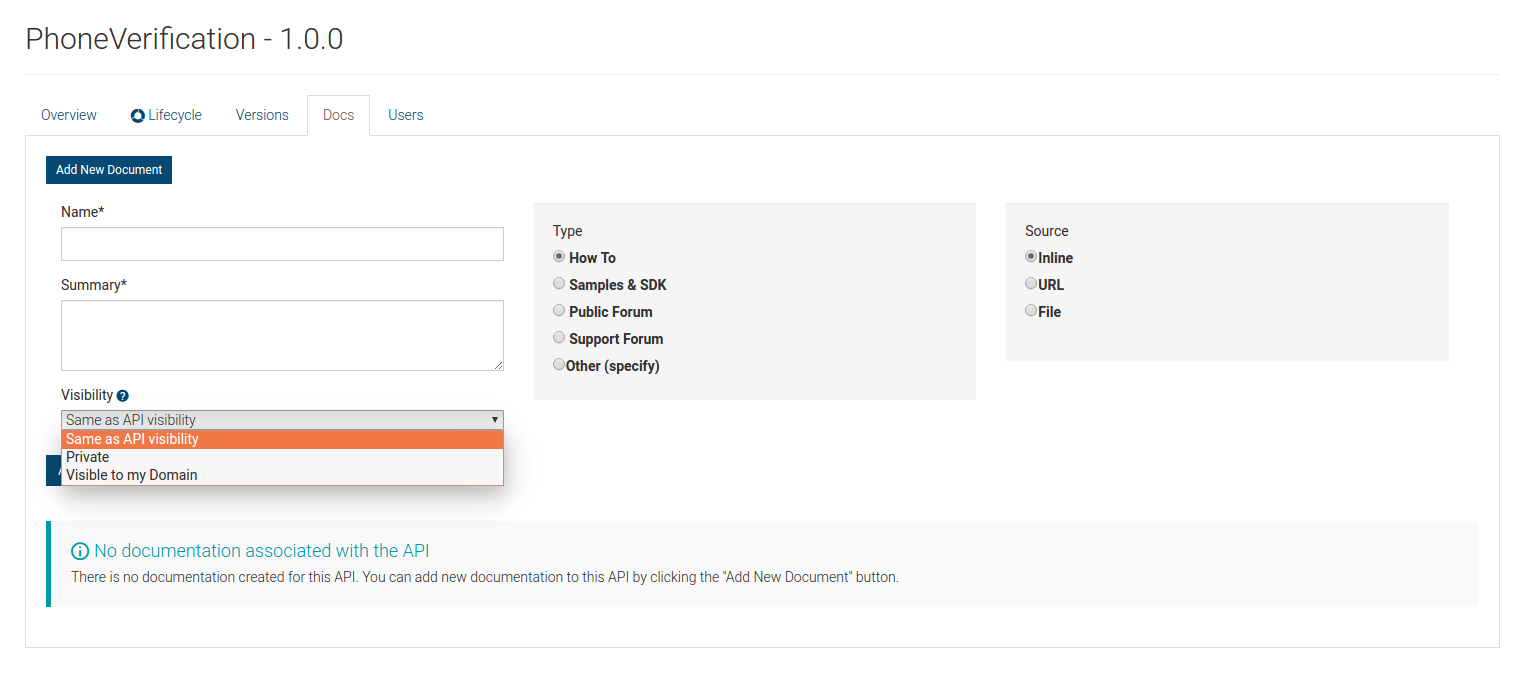 PhoneVerification - 1.0.0
Overview
Lifecycle
Versions
Docs
Users
Add New Document
Name*
Summary*
Visibility ?
Same as API visibility
Same as API visibility
Private
Visible to my Domain
Type
How To
Samples & SDK
Public Forum
Support Forum
Other (specify)
Source
Inline
URL
File
No documentation associated with the API
There is no documentation created for this API. You can add new documentation to this API by clicking the "Add New Document" button.